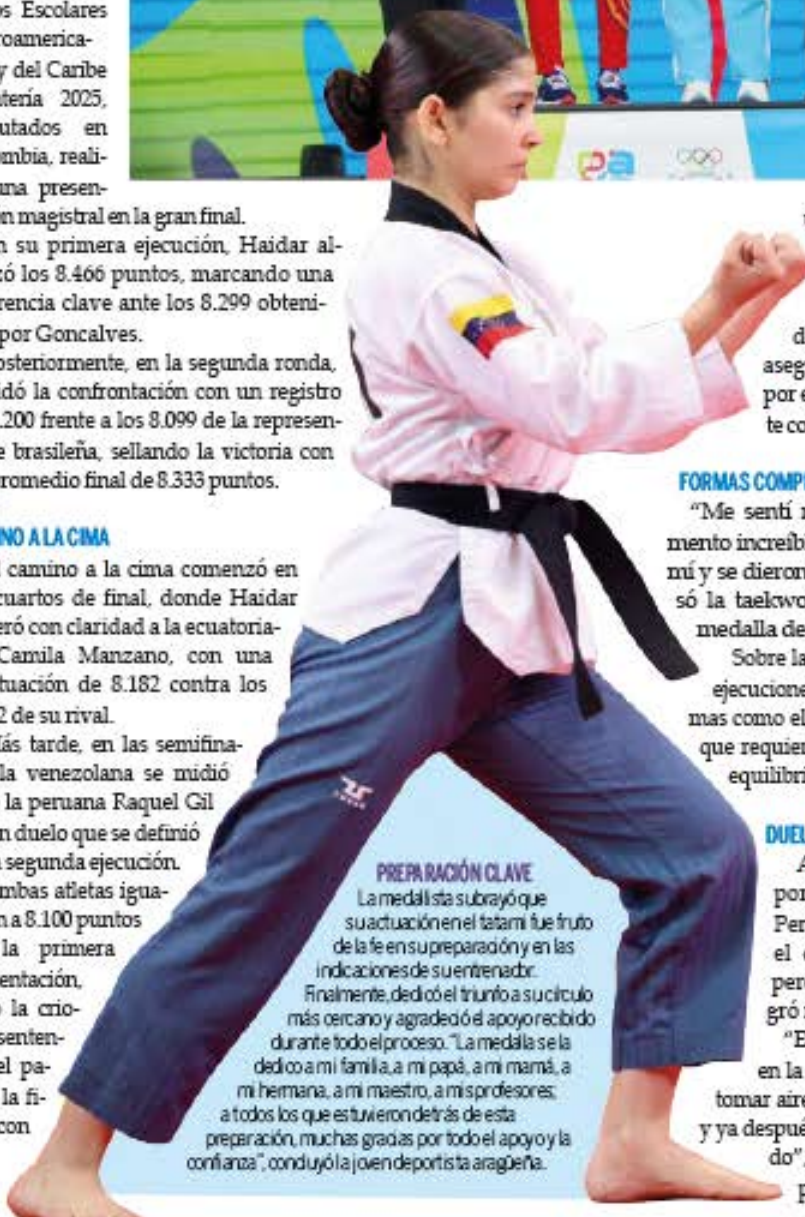 s Escolares
roamerica-
y del Caribe
tería 2025,
utados en
ombia, reali-
una presen-
n magistral en la gran final.
n su primera ejecución, Haidar al-
zó los 8.466 puntos, marcando una
rencia clave ante los 8.299 obteni-
por Goncalves.
osteriormente, en la segunda ronda,
idó la confrontación con un registro
.200 frente a los 8.099 de la represen-
e brasileña, sellando la victoria con
promedio final de 8.333 puntos.
NO A LA CIMA
l camino a la cima comenzó en
cuartos de final, donde Haidar
eró con claridad a la ecuatoria-
Camila Manzano, con una
tuación de 8.182 contra los
2 de su rival.
ás tarde, en las semifina-
la venezolana se midió
la peruana Raquel Gil
n duelo que se definió
a segunda ejecución.
mbas atletas igua-
n a 8.100 puntos
la primera
entación,
o la crio-
senten-
el pa-
la fi-
con
PREPARACIÓN CLAVE
La medallista subrayó que
su actuación en el tatami fue fruto
de la fe en su preparación y en las
indicaciones de su entrenador.
Finalmente, dedicó el triunfo a su círculo
más cercano y agradeció el apoyo recibido
durante todo el proceso. "La medalla se la
dedico a mi familia, a mi papá, a mi mamá, a
mi hermana, a mi maestro, a mis profesores;
a todos los que estuvieron detrás de esta
preparación, muchas gracias por todo el apoyo y la
confianza", concluyó la joven deportista aragüeña.
d
aseg
por e
te co
FORMAS COMPL
"Me sentí m
mento increíb
mí y se dieron
só la taekwo
medalla de
Sobre la
ejecucione
mas como el
que requier
equilibri
DUEL
A
por
Per
el
per
gró
"E
en la
tomar aire
y ya despué
do",
p